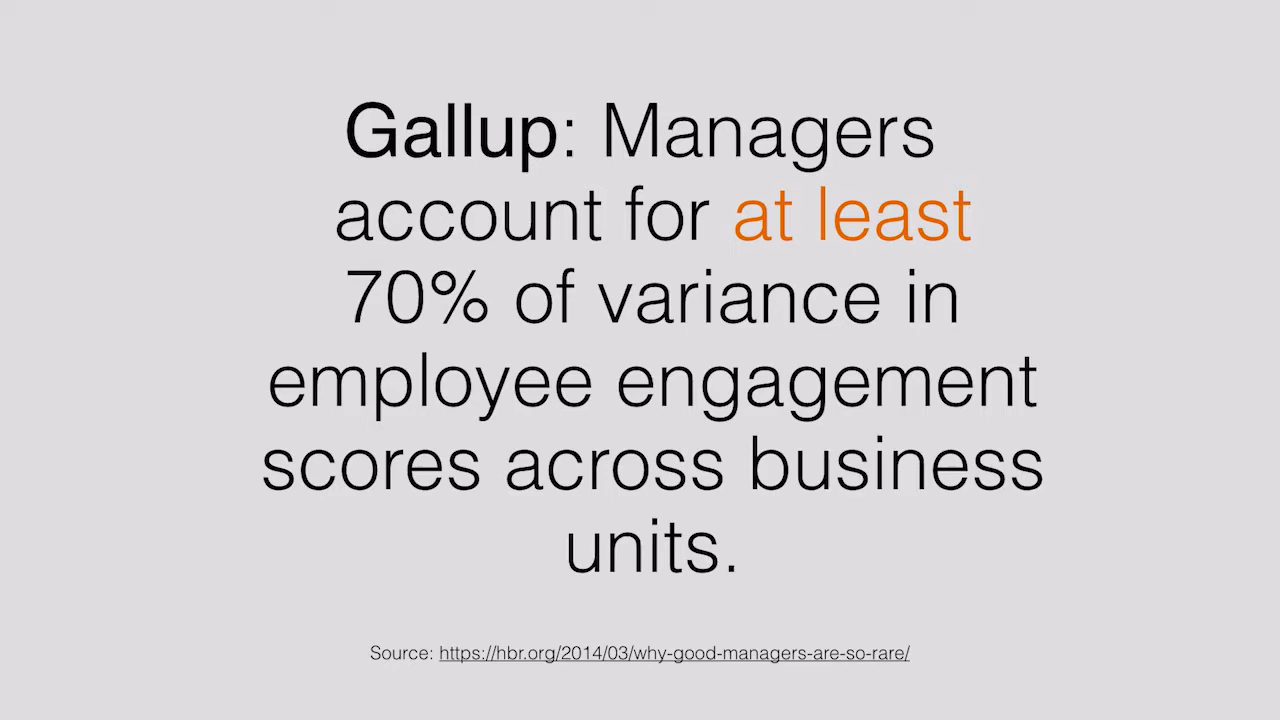 Gallup: Managers
account for at least
70% of variance in
employee engagement
scores across business
units.
Source: https://hbr.org/2014/03/why-good-managers-are-so-rare/